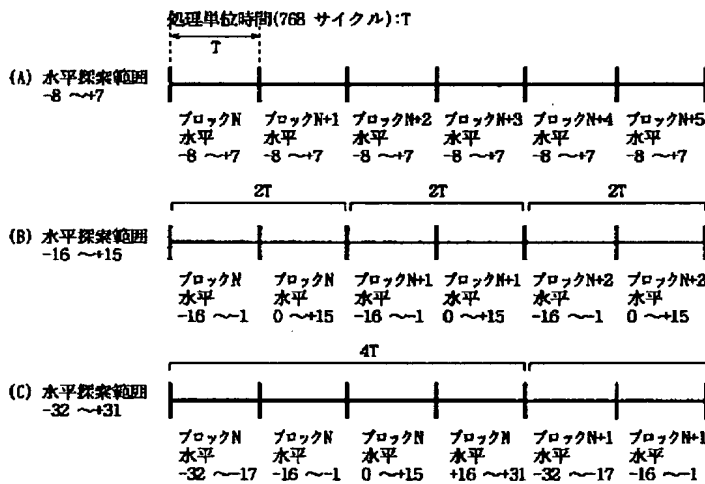 処理単位時間(768 サイクル):T
T
(A) 水平探索範囲
-8 ～+7
ブロックN ブロックN+1 ブロックN+2 ブロックN+3 ブロックN+4 ブロックN+5
水平 水平 水平 水平 水平 水平
-8 ～+7 -8 ～+7 -8 ～+7 -8 ～+7 -8 ～+7 -8 ～+7
2T 2T 2T
(B) 水平探索範囲
-16 ～+15
ブロックN ブロックN ブロックN+1 ブロックN+1 ブロックN+2 ブロックN+2
水平 水平 水平 水平 水平 水平
-16 ～-1 0 ～+15 -16 ～-1 0 ～+15 -16 ～-1 0 ～+15
4T
(C) 水平探索範囲
-32 ～+31
ブロックN ブロックN ブロックN ブロックN ブロックN+1 ブロックN+1
水平 水平 水平 水平 水平 水平
-32 ～-17 -16 ～-1 0 ～+15 +16 ～+31 -32 ～-17 -16 ～-1